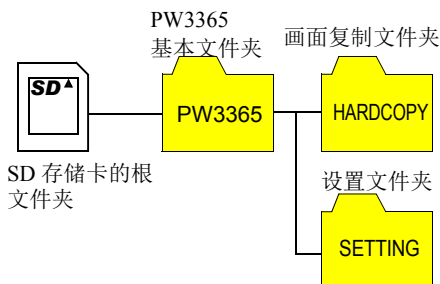 PW3365
基本文件夹
画面复制文件夹
SD
PW3365
HARDCOPY
SD 存储卡的根
文件夹
设置文件夹
SETTING